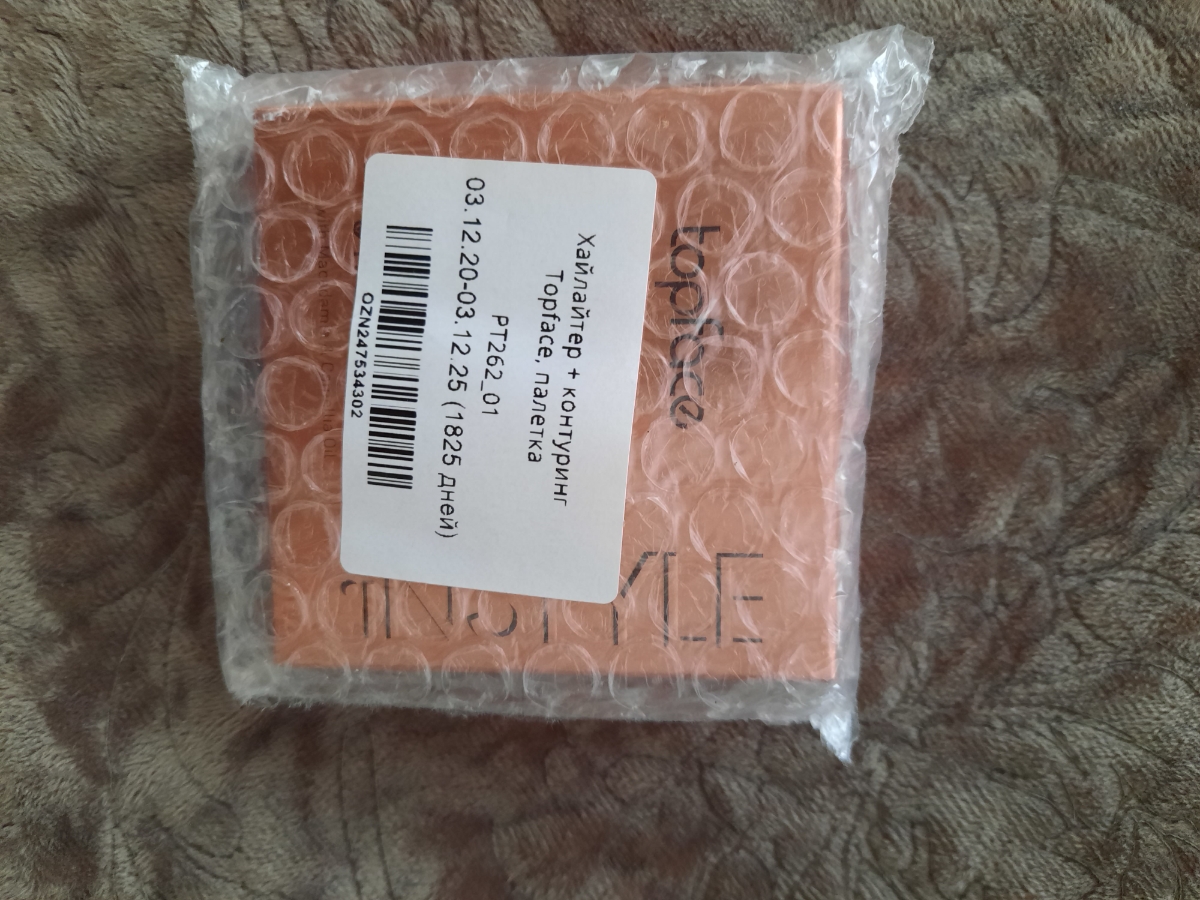 topface
INSTYLE
Хайлайтер + контуринг
Topface, палетка
PT262_01
03.12.20-03.12.25 (1825 дней)
OZN247534302